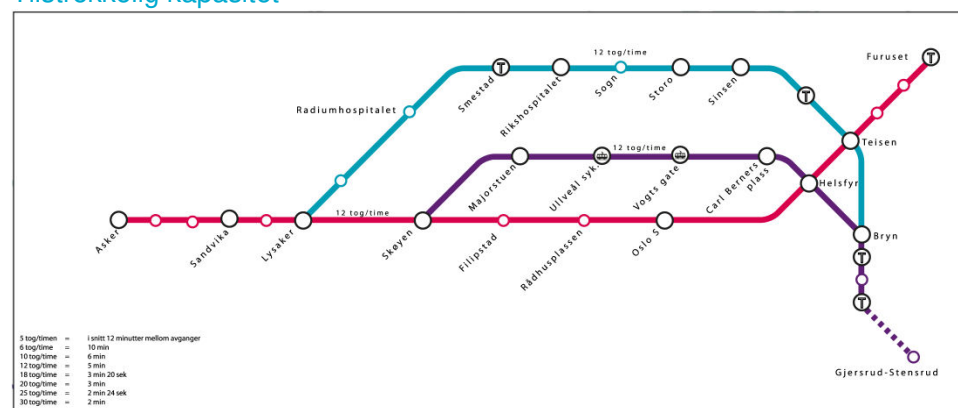 Tilstrekkelig kapasitet
12 tog/time
Furuset
Smestad
Rikshospitalet
Sogn
Storo
Sinsen
Radiumhospitalet
Teisen
12 tog/time
Majorstuen
Ullveål syk.
Vogts gate
Carl Berners
plass
Helsfyr
12 tog/time
Asker
Sandvika
Lysaker
Skøyen
Filipstad
Rådhusplassen
Oslo S
Bryn
Gjersrud-Stensrud
5 tog/timen = i snitt 12 minutter mellom avganger
6 tog/time = 10 min
10 tog/time = 6 min
12 tog/time = 5 min
18 tog/time = 3 min 20 sek
20 tog/time = 3 min
25 tog/time = 2 min 24 sek
30 tog/time = 2 min
T
T
T
T
T